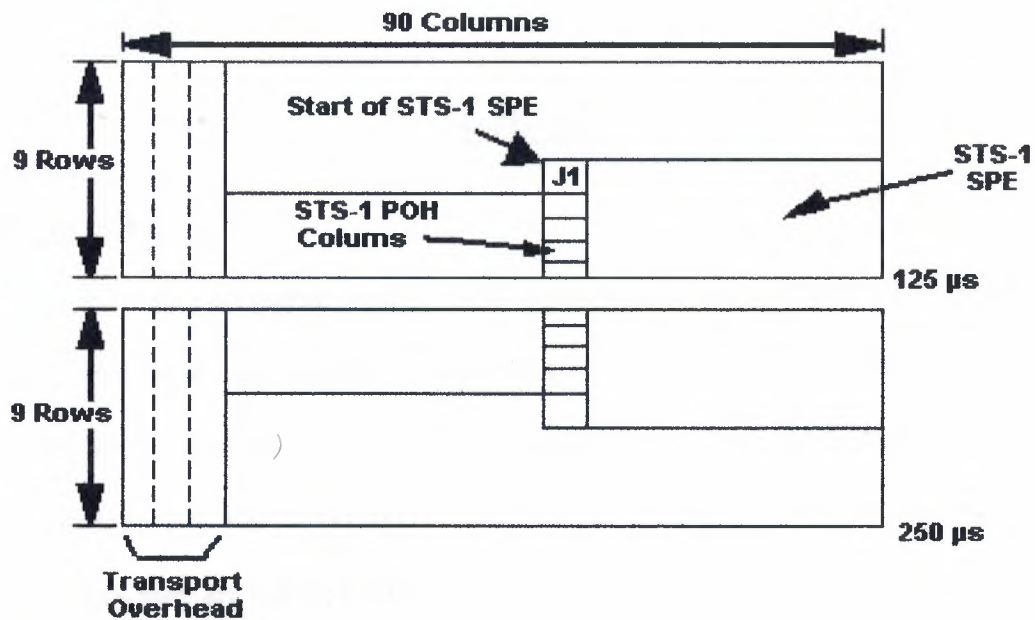 90 Columns
Start of STS-1 SPE
9 Rows
J1
STS-1
SPE
STS-1 POH
Colums
125 µs
9 Rows
250 µs
Transport
Overhead